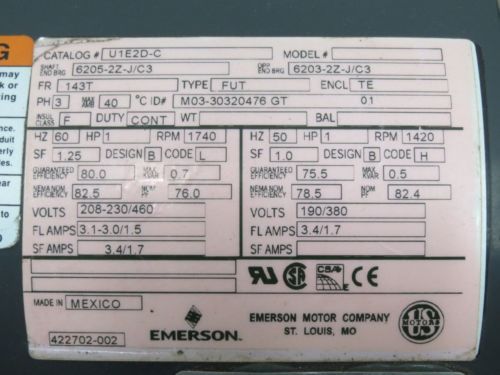 G
may
k or
ring
CATALOG # U1E2D-C MODEL #
SHAFT END BRG 6205-2Z-J/C3 OPP END BRG 6203-2Z-J/C3
FR 143T TYPE FUT ENCL TE
PH 3 MAX AMB 40 °C ID# M03-30320476 GT 01
INSUL CLASS F DUTY CONT WT BAL
HZ 60 HP 1 RPM 1740 HZ 50 HP 1 RPM 1420
SF 1.25 DESIGN B CODE L SF 1.0 DESIGN B CODE H
GUARANTEED EFFICIENCY 80.0 MAX KVAR 0.7 GUARANTEED EFFICIENCY 75.5 MAX KVAR 0.5
NEMA NOM EFFICIENCY 82.5 NOM PF 76.0 NEMA NOM EFFICIENCY 78.5 NOM PF 82.4
VOLTS 208-230/460 VOLTS 190/380
FL AMPS 3.1-3.0/1.5 FL AMPS 3.4/1.7
SF AMPS 3.4/1.7 SF AMPS
nce.
duit
erly
les.
ear
to
MADE IN MEXICO
422702-002
EMERSON
CSA
E
CE
EMERSON MOTOR COMPANY
ST. LOUIS, MO
US
MOTORS